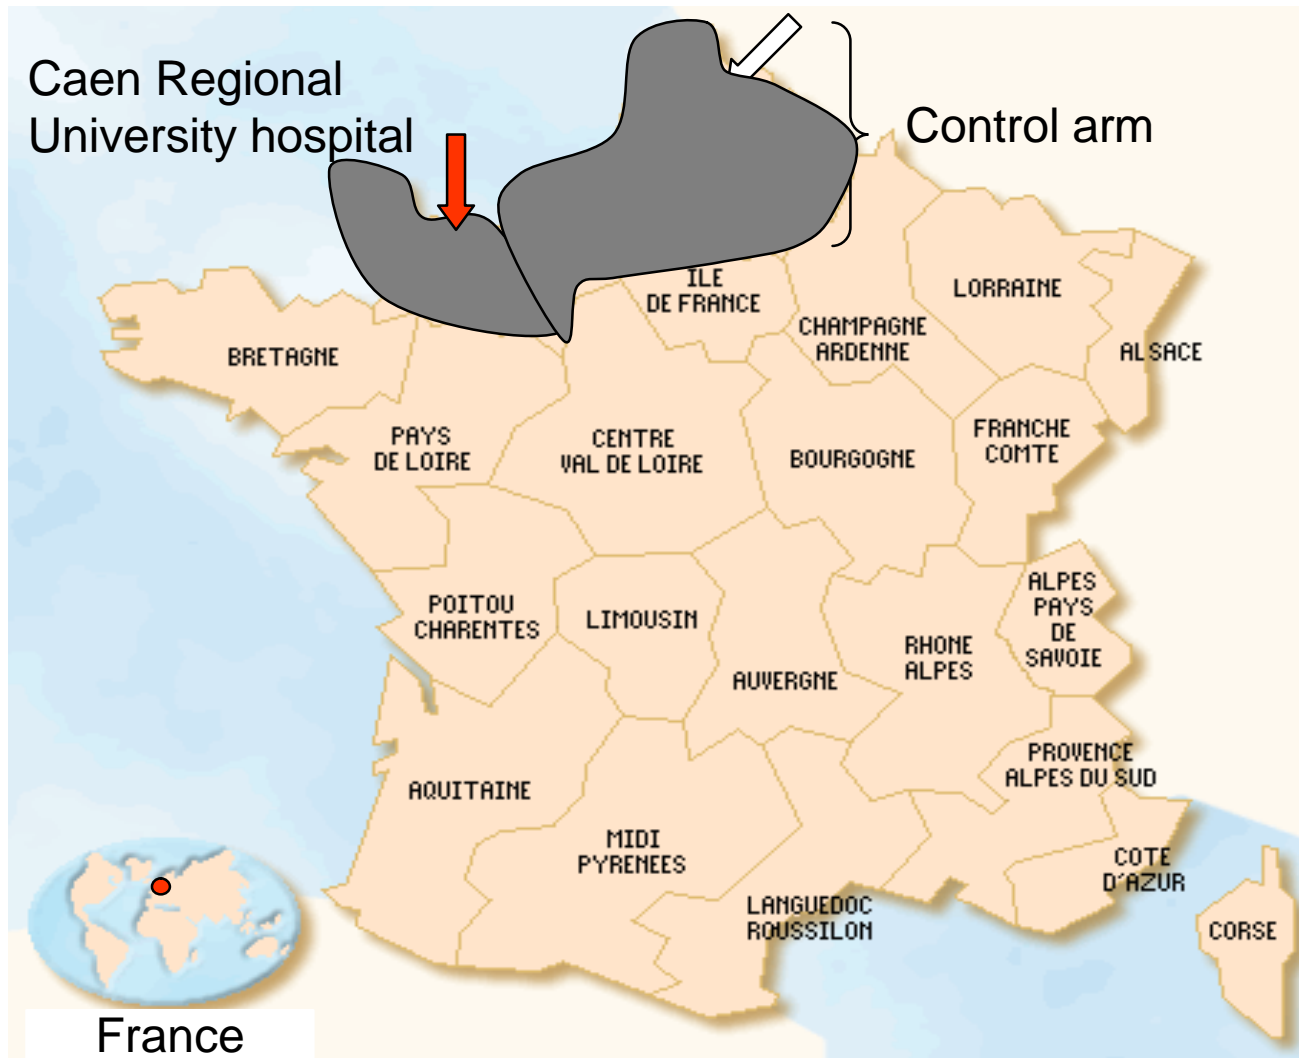 Caen Regional
University hospital
Control arm
ILE
DE FRANCE
LORRAINE
CHAMPAGNE
ARDENNE
ALSACE
BRETAGNE
PAYS
DE LOIRE
CENTRE
VAL DE LOIRE
BOURGOGNE
FRANCHE
COMTE
POITOU
CHARENTES
LIMOUSIN
AUVERGNE
RHONE
ALPES
ALPES
PAYS
DE
SAVOIE
PROVENCE
ALPES DU SUD
AQUITAINE
MIDI
PYRENEES
COTE
D'AZUR
LANGUEDOC
ROUSSILON
CORSE
France